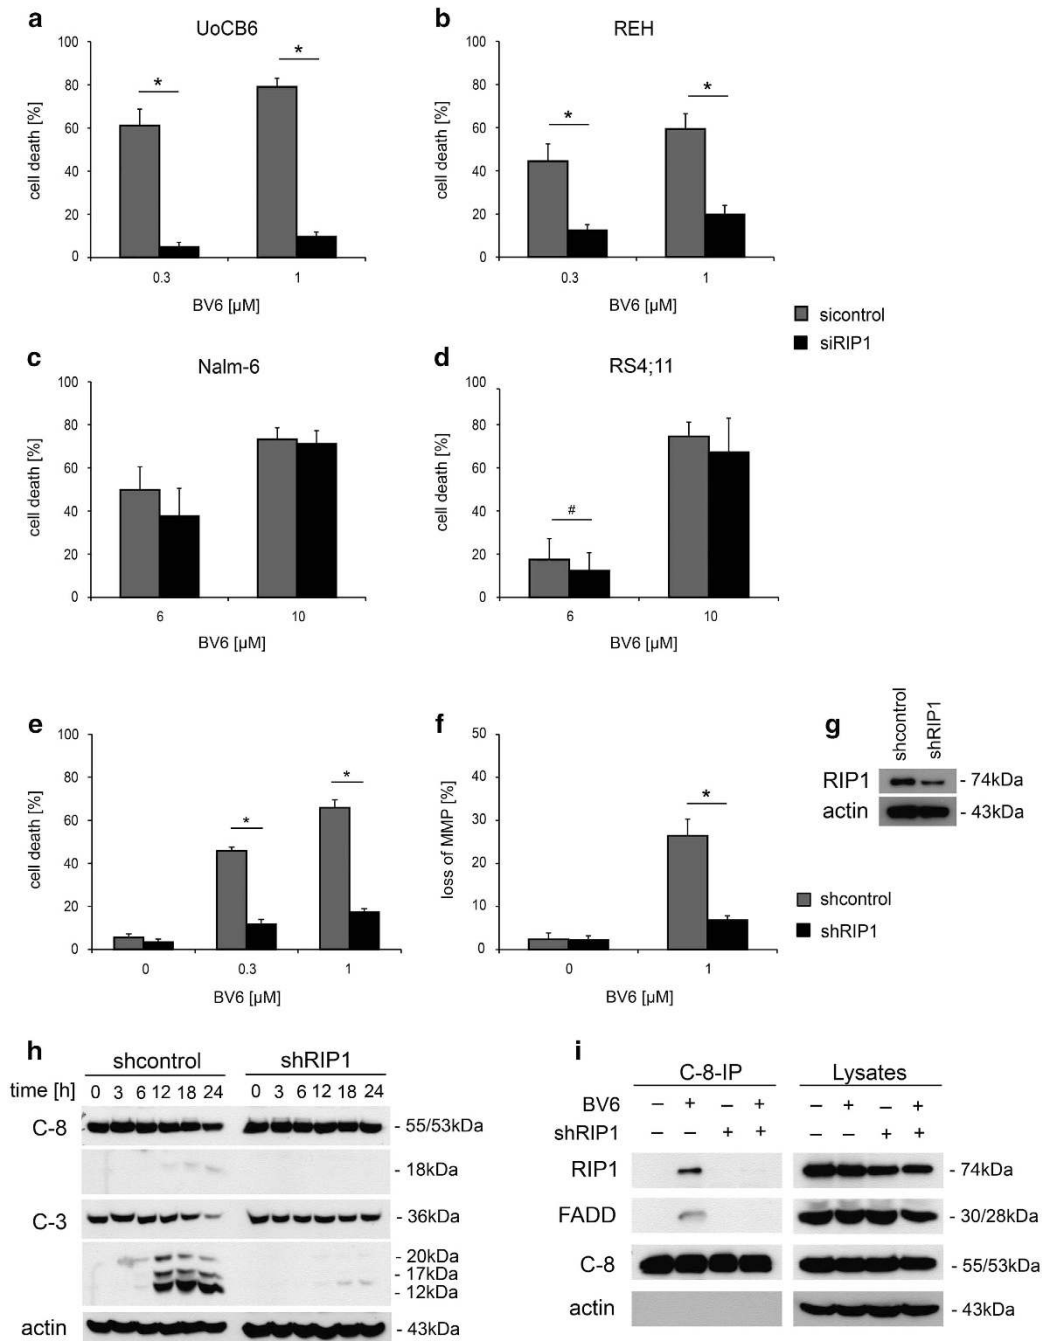 a
UoCB6
100
80
60
40
20
0
cell death [%]
*
*
0.3 1
BV6 [µM]
b
REH
100
80
60
40
20
0
cell death [%]
*
*
0.3 1
BV6 [µM]
sicontrol
siRIP1
c
Nalm-6
100
80
60
40
20
0
cell death [%]
6 10
BV6 [µM]
d
RS4;11
100
80
60
40
20
0
cell death [%]
#
6 10
BV6 [µM]
e
100
80
60
40
20
0
cell death [%]
*
*
0 0.3 1
BV6 [µM]
f
50
40
30
20
10
0
loss of MMP [%]
*
0 1
BV6 [µM]
g
shcontrol
shRIP1
RIP1 - 74kDa
actin - 43kDa
shcontrol
shRIP1
h
shcontrol shRIP1
time [h] 0 3 6 12 18 24 0 3 6 12 18 24
C-8 - 55/53kDa
- 18kDa
C-3 - 36kDa
- 20kDa
- 17kDa
- 12kDa
actin - 43kDa
i
C-8-IP Lysates
BV6 – + – + – + – +
shRIP1 – – + + – – + +
RIP1 - 74kDa
FADD - 30/28kDa
C-8 - 55/53kDa
actin - 43kDa